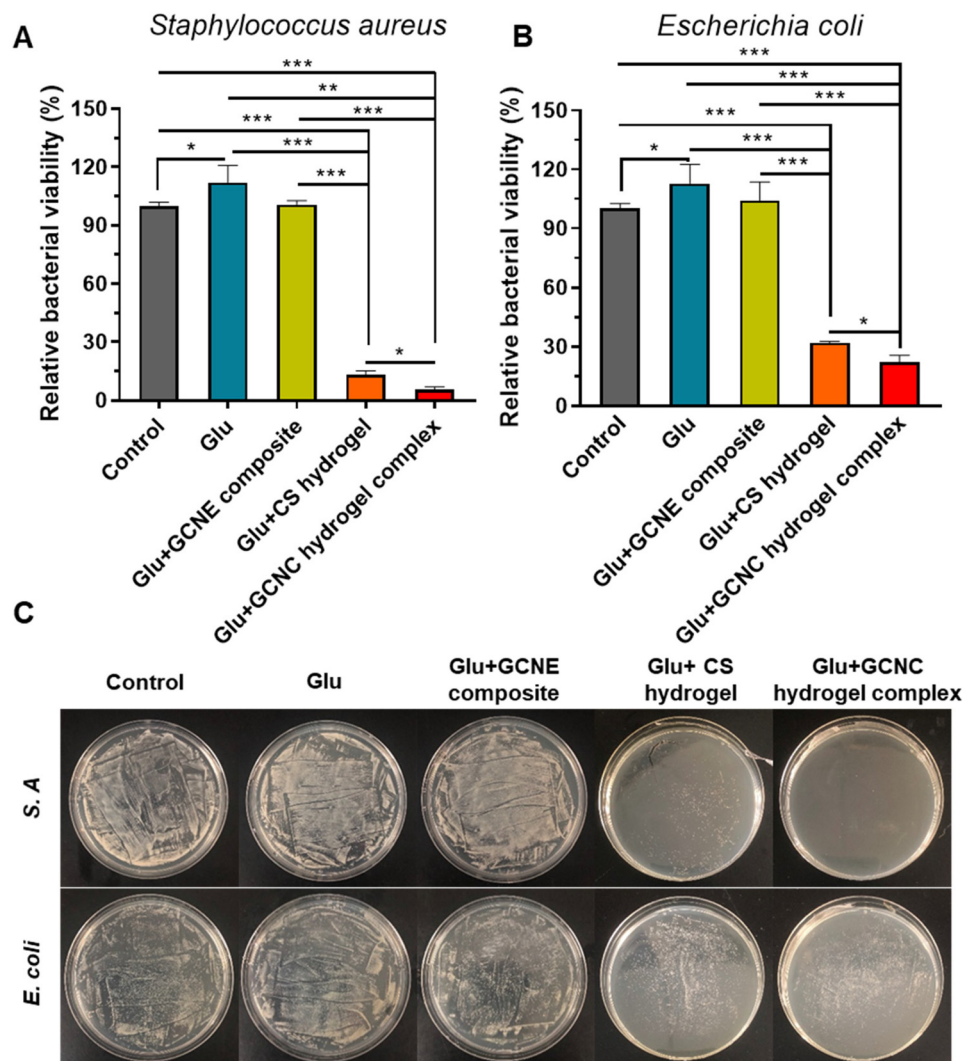 A
Staphylococcus aureus
***
**
***
***
***
*
***
*
Relative bacterial viability (%)
150
120
90
60
30
0
Control
Glu
Glu+GCNE composite
Glu+CS hydrogel
Glu+GCNC hydrogel complex
B
Escherichia coli
***
***
***
***
***
*
***
*
Relative bacterial viability (%)
150
120
90
60
30
0
Control
Glu
Glu+GCNE composite
Glu+CS hydrogel
Glu+GCNC hydrogel complex
C
Control
Glu
Glu+GCNE
composite
Glu+ CS
hydrogel
Glu+GCNC
hydrogel complex
S. A
E. coli